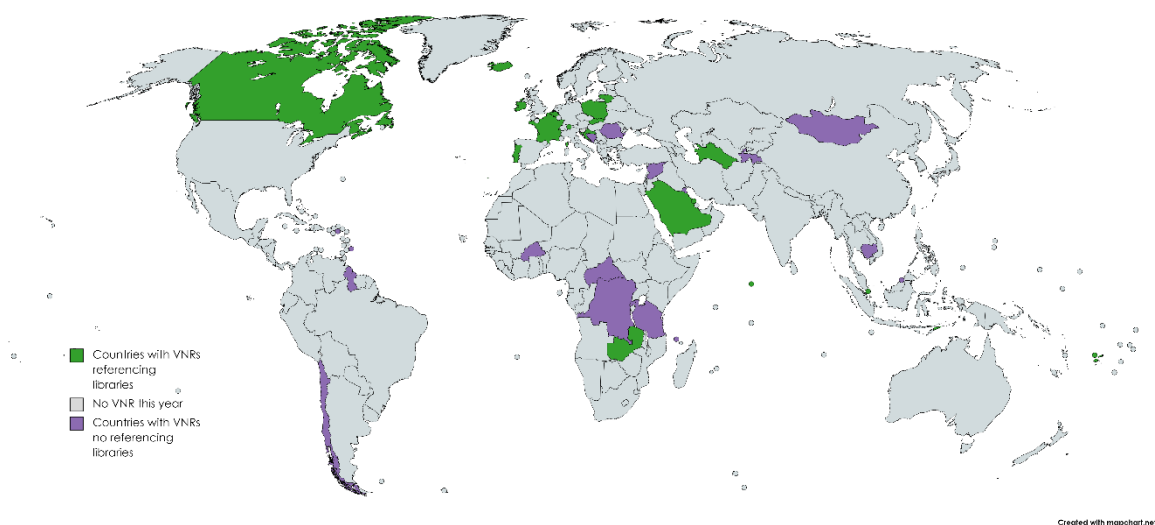 Countries with VNRs
referencing
libraries
No VNR this year
Countries with VNRs
no referencing
libraries
Created with mapchart.net